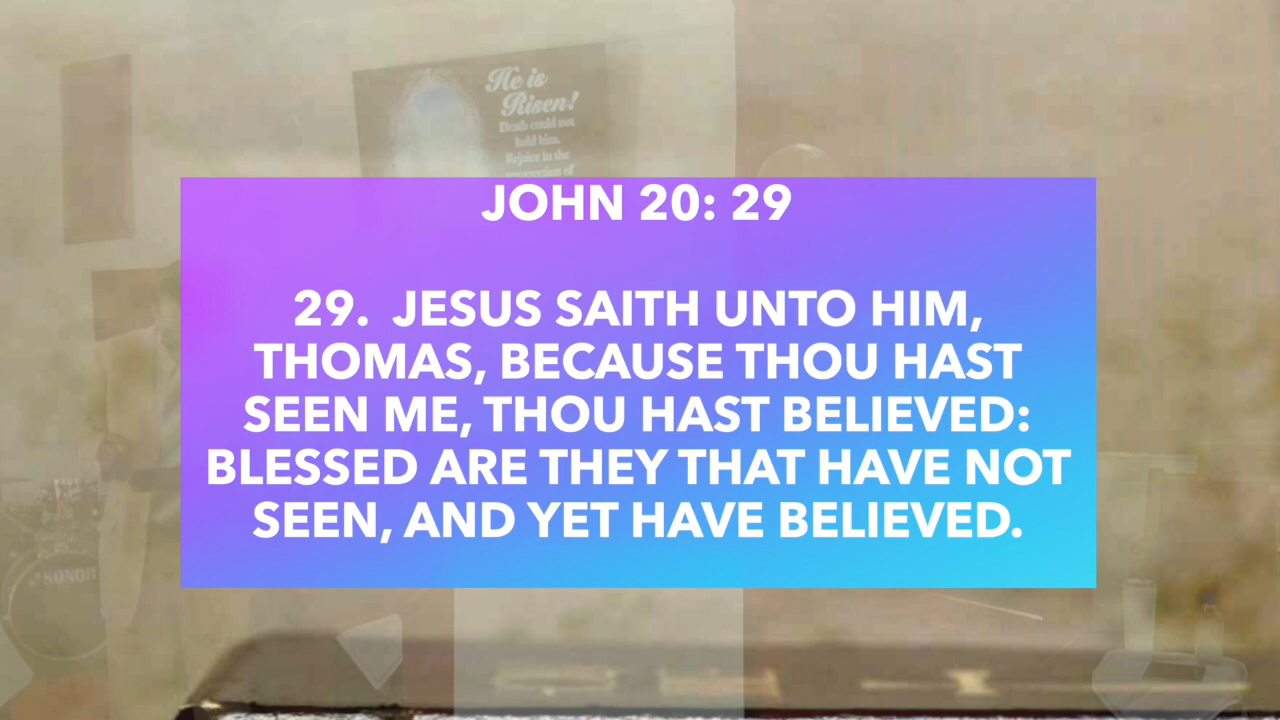 He is
Risen!
Death could not
hold him.
Rejoice in the
resurrection of
JOHN 20: 29
29. JESUS SAITH UNTO HIM,
THOMAS, BECAUSE THOU HAST
SEEN ME, THOU HAST BELIEVED:
BLESSED ARE THEY THAT HAVE NOT
SEEN, AND YET HAVE BELIEVED.
SONOR